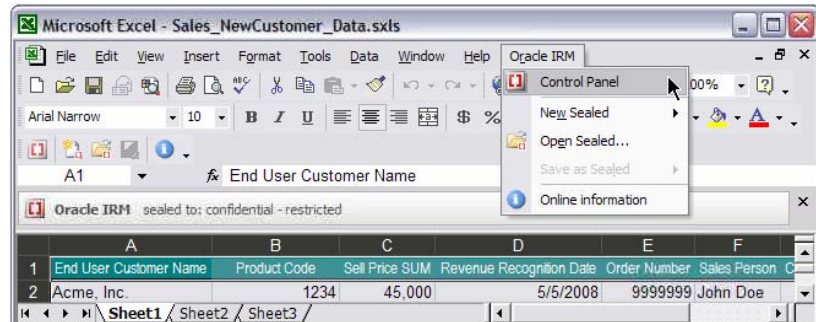 Microsoft Excel - Sales_NewCustomer_Data.sxls
File Edit View Insert Format Tools Data Window Help Oracle IRM
Control Panel
00%
Arial Narrow 10 B I U $ %
New Sealed
Open Sealed...
Save as Sealed
Online information
A1 fx End User Customer Name
Oracle IRM sealed to: confidential - restricted
A B C D E F
1 End User Customer Name Product Code Sell Price SUM Revenue Recognition Date Order Number Sales Person C
2 Acme, Inc. 1234 45,000 5/5/2008 9999999 John Doe
Sheet1 Sheet2 Sheet3